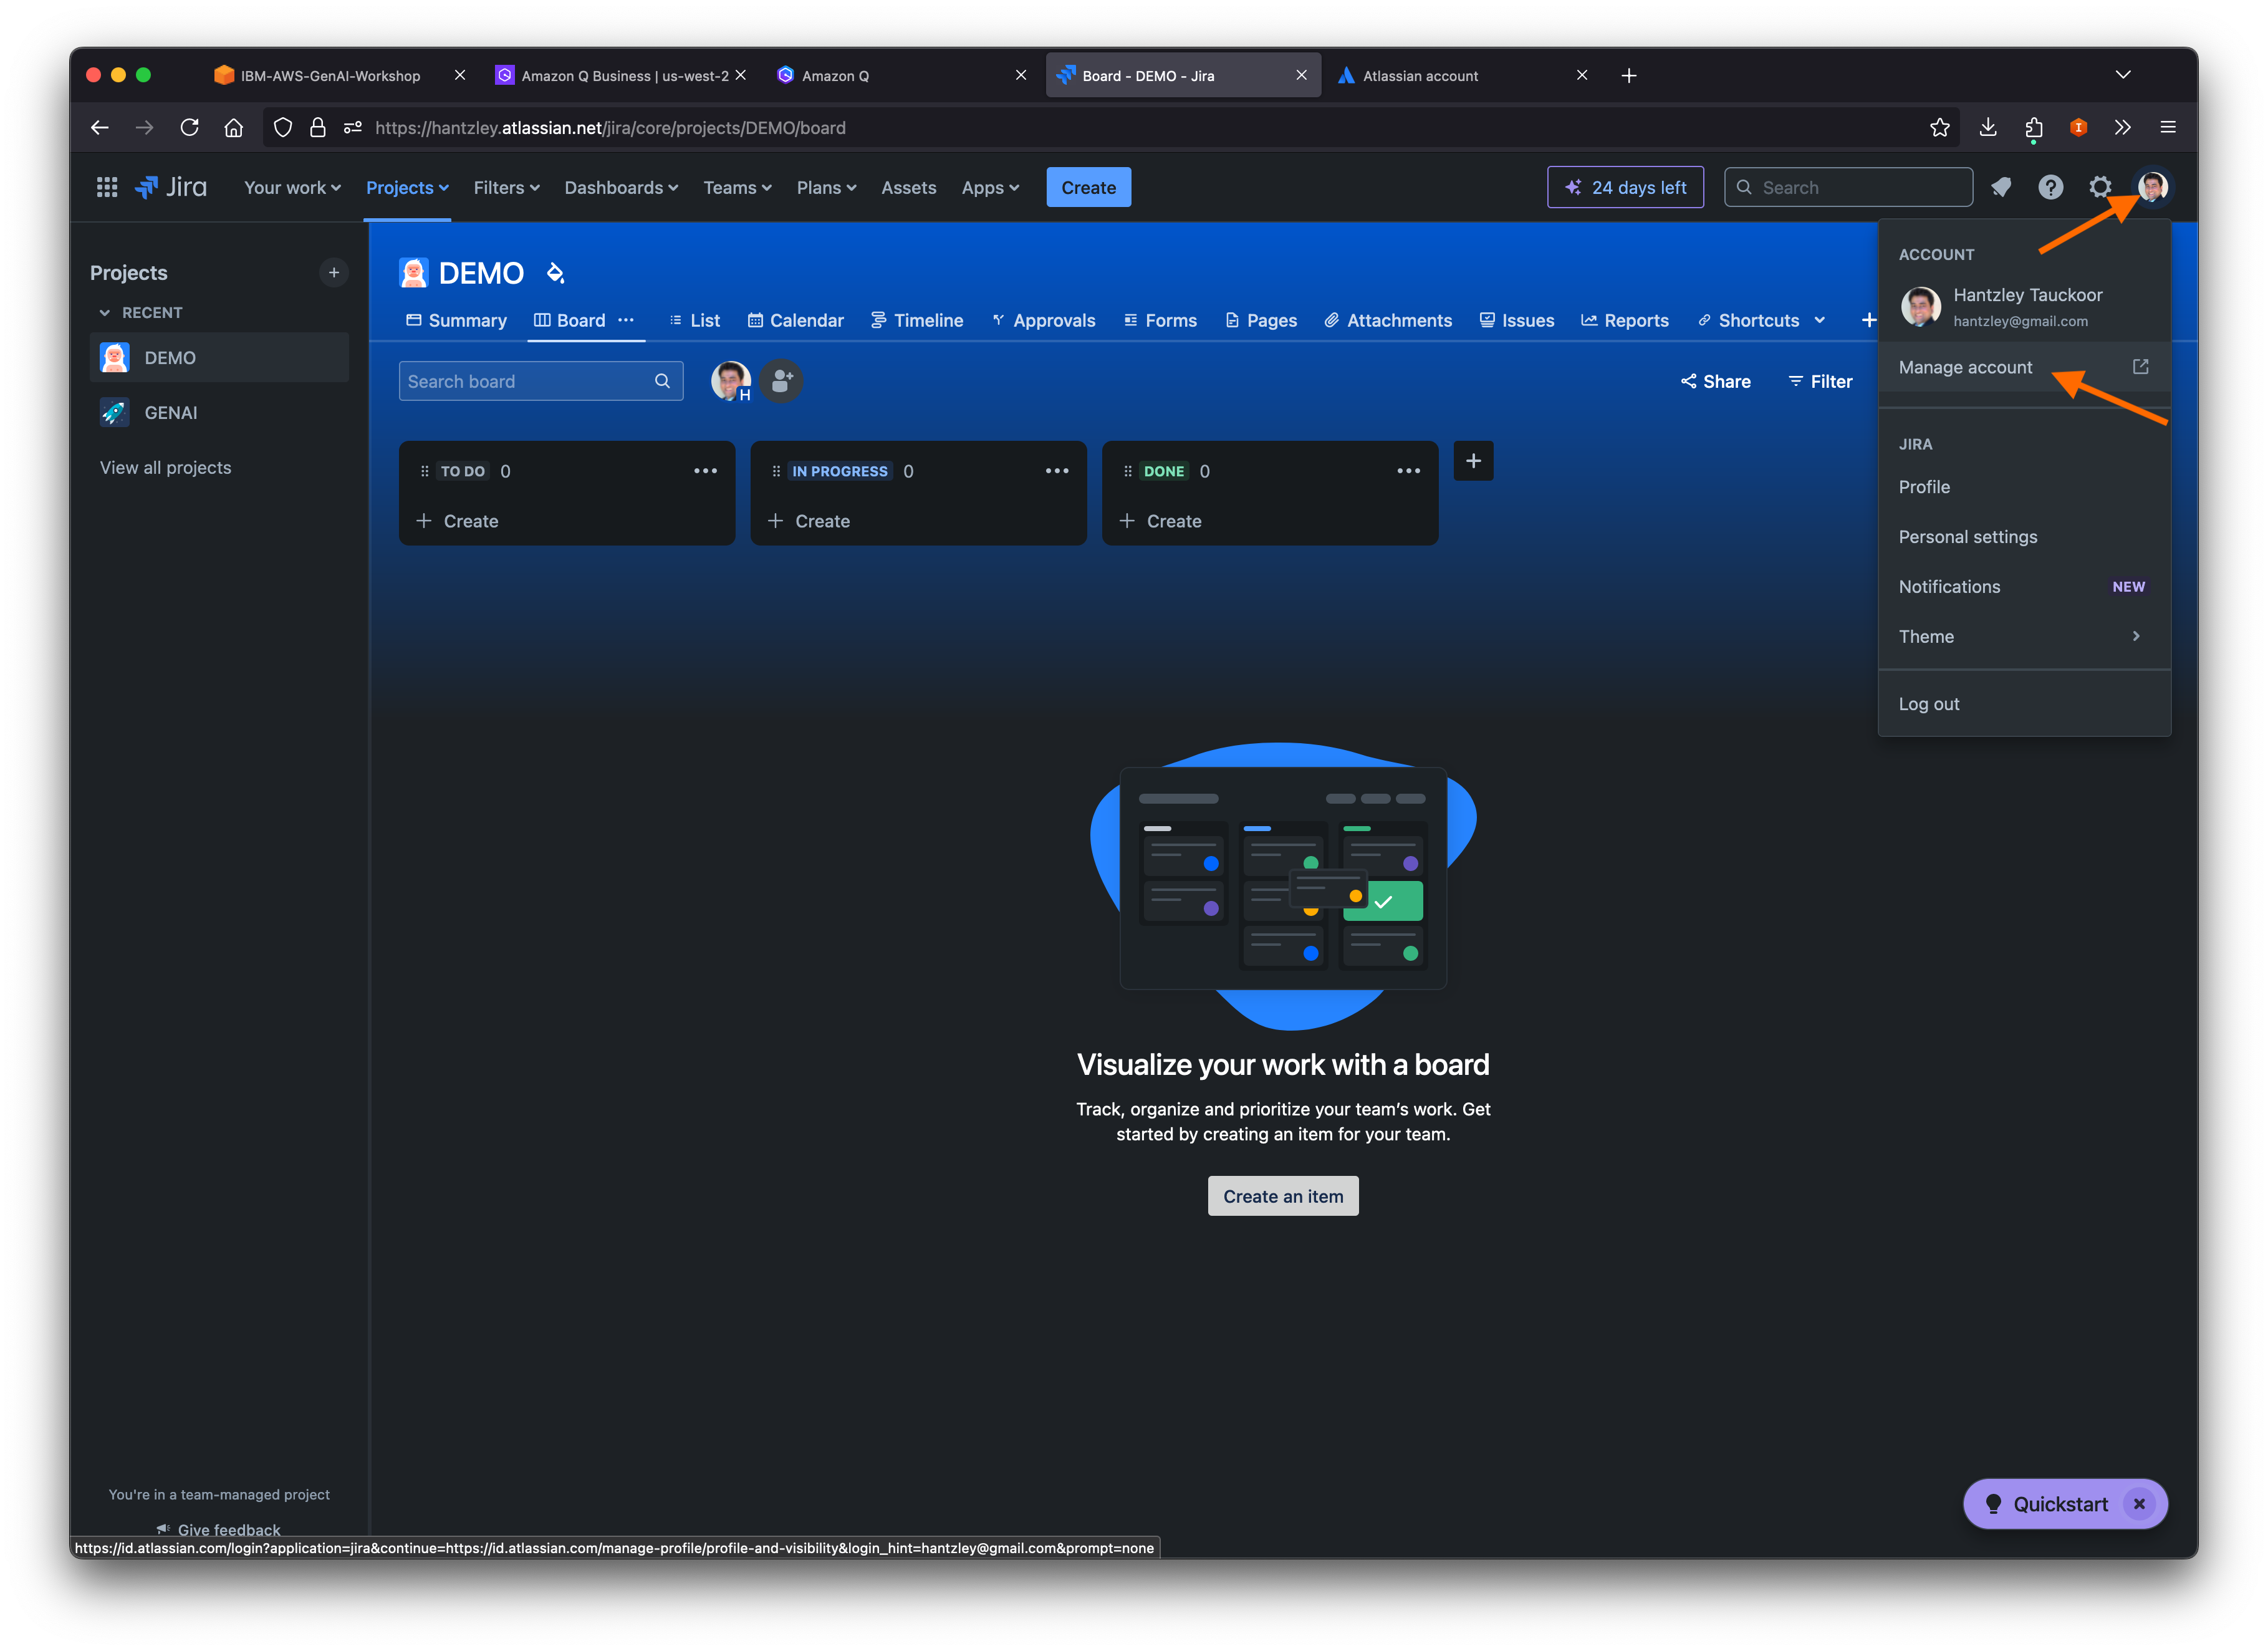 IBM-AWS-GenAI-Workshop
Amazon Q Business | us-west-2
Amazon Q
Board - DEMO - Jira
Atlassian account
https://hantzley.atlassian.net/jira/core/projects/DEMO/board
Jira
Your work
Projects
Filters
Dashboards
Teams
Plans
Assets
Apps
Create
24 days left
Search
Projects
RECENT
DEMO
GENAI
View all projects
DEMO
Summary
Board
List
Calendar
Timeline
Approvals
Forms
Pages
Attachments
Issues
Reports
Shortcuts
Search board
H
Share
Filter
TO DO 0
Create
IN PROGRESS 0
Create
DONE 0
Create
ACCOUNT
Hantzley Tauckoor
hantzley@gmail.com
Manage account
JIRA
Profile
Personal settings
Notifications NEW
Theme
Log out
Visualize your work with a board
Track, organize and prioritize your team’s work. Get
started by creating an item for your team.
Create an item
You're in a team-managed project
Give feedback
Quickstart
https://id.atlassian.com/login?application=jira&continue=https://id.atlassian.com/manage-profile/profile-and-visibility&login_hint=hantzley@gmail.com&prompt=none